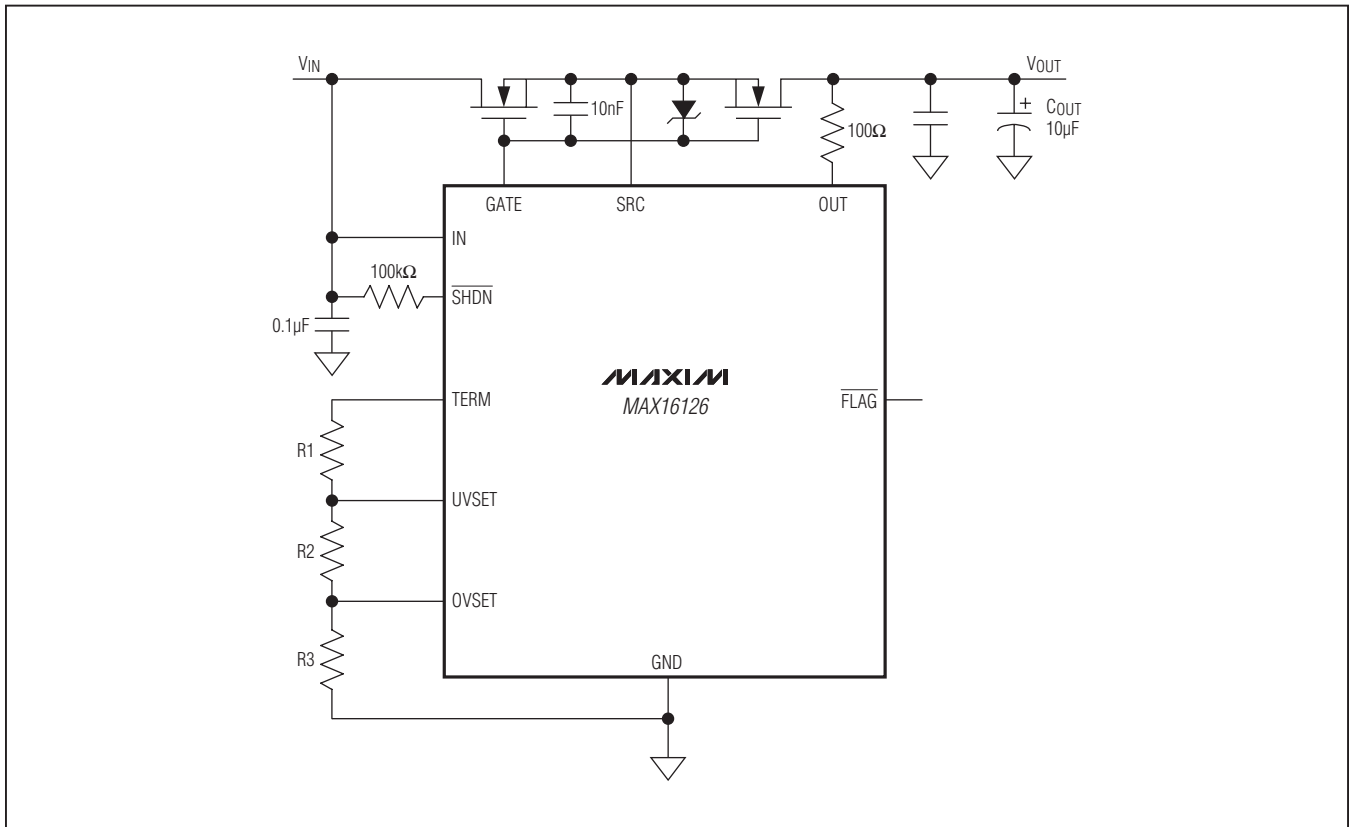 VIN
VOUT
10nF
100Ω
+
COUT
10µF
GATE
SRC
OUT
IN
100kΩ
SHDN
0.1µF
MAXIM
MAX16126
TERM
FLAG
R1
UVSET
R2
OVSET
R3
GND